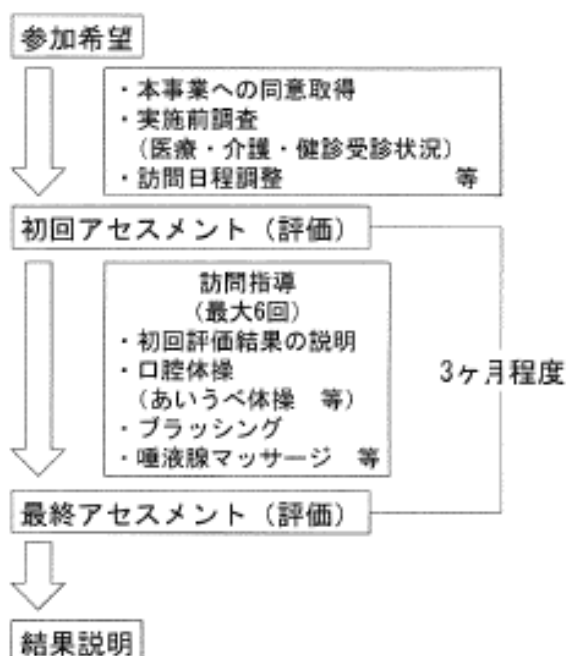 参加希望
・本事業への同意取得
・実施前調査
（医療・介護・健診受診状況）
・訪問日程調整　等
初回アセスメント（評価）
訪問指導
（最大6回）
・初回評価結果の説明
・口腔体操
（あいうべ体操　等）
・ブラッシング
・唾液腺マッサージ　等
3ヶ月程度
最終アセスメント（評価）
結果説明